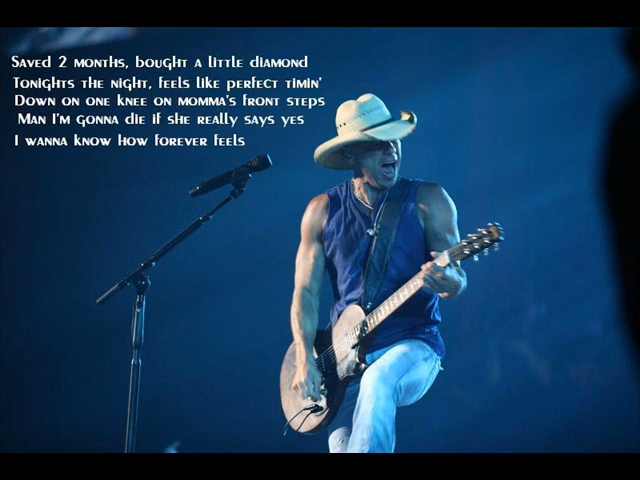 Saved 2 months, bought a little diamond
Tonights the night, feels like perfect timin'
Down on one knee on momma's front steps
Man I'm gonna die if she really says yes
I wanna know how forever feels